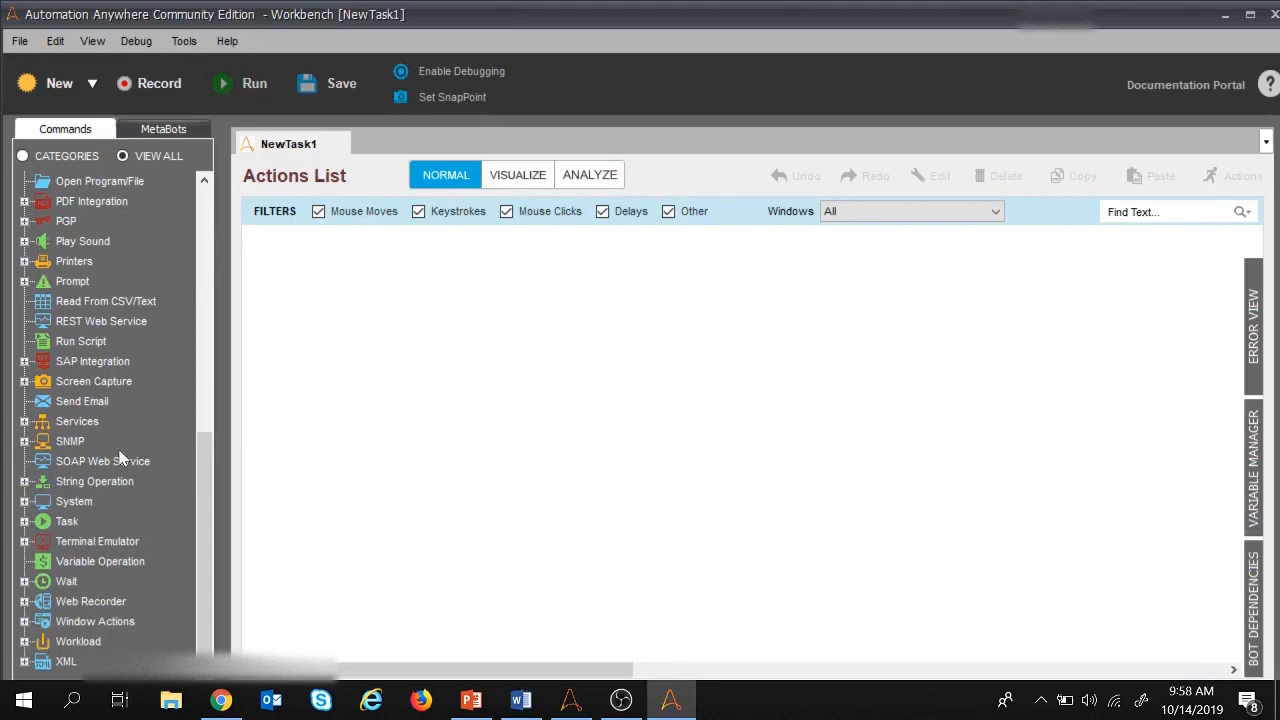 Automation Anywhere Community Edition - Workbench [NewTask1]
File Edit View Debug Tools Help
New Record Run Save
Enable Debugging
Set SnapPoint
Documentation Portal ?
Commands MetaBots
CATEGORIES VIEW ALL
Open Program/File
PDF Integration
PGP
Play Sound
Printers
Prompt
Read From CSV/Text
REST Web Service
Run Script
SAP Integration
Screen Capture
Send Email
Services
SNMP
SOAP Web Service
String Operation
System
Task
Terminal Emulator
Variable Operation
Wait
Web Recorder
Window Actions
Workload
XML
NewTask1
Actions List NORMAL VISUALIZE ANALYZE Undo Redo Edit Delete Copy Paste Actions
FILTERS Mouse Moves Keystrokes Mouse Clicks Delays Other Windows All Find Text...
ERROR VIEW
VARIABLE MANAGER
BOT DEPENDENCIES
9:58 AM
10/14/2019
8